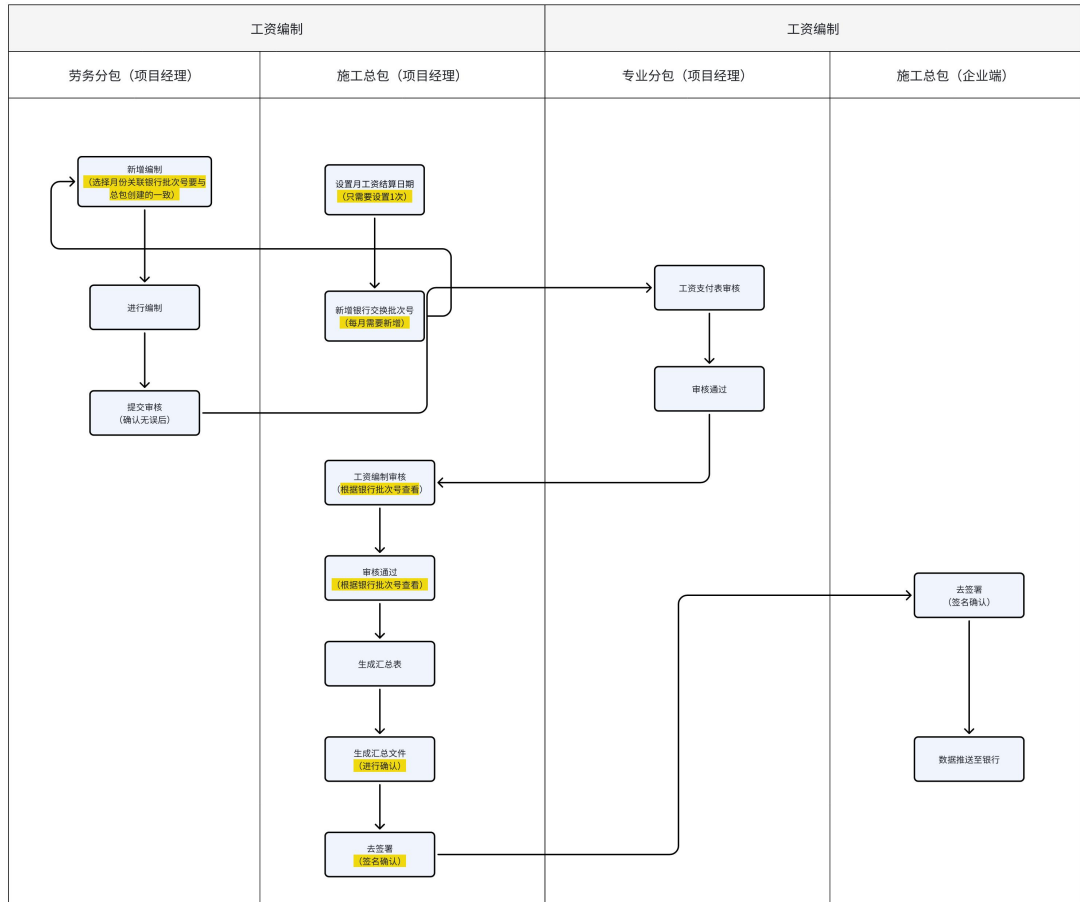 工资编制
工资编制
劳务分包（项目经理）
施工总包（项目经理）
专业分包（项目经理）
施工总包（企业端）
新增编制
（选择月份关联银行批次号要与
总包创建的一致）
设置月工资结算日期
（只需要设置1次）
进行编制
新增银行交换批次号
（每月需要新增）
工资支付表审核
提交审核
（确认无误后）
审核通过
工资编制审核
（根据银行批次号查看）
审核通过
（根据银行批次号查看）
生成汇总表
生成汇总文件
（进行确认）
去签署
（签名确认）
去签署
（签名确认）
数据推送至银行